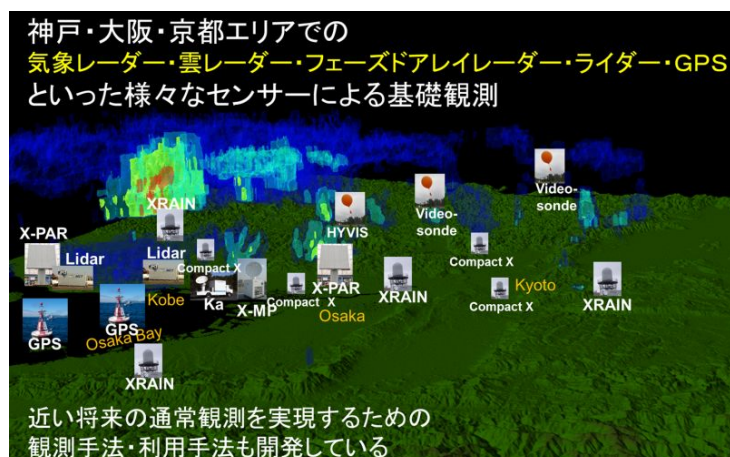 神戸・大阪・京都エリアでの
気象レーダー・雲レーダー・フェーズドアレイレーダー・ライダー・GPS
といった様々なセンサーによる基礎観測
Video-
sonde
Video-
sonde
XRAIN
HYVIS
X-PAR
Lidar
Lidar
Compact X
Compact X
Kobe
Ka
X-MP
Compact X
X-PAR
XRAIN
Compact X
Kyoto
XRAIN
Osaka
GPS
GPS
Osaka Bay
XRAIN
近い将来の通常観測を実現するための
観測手法・利用手法も開発している